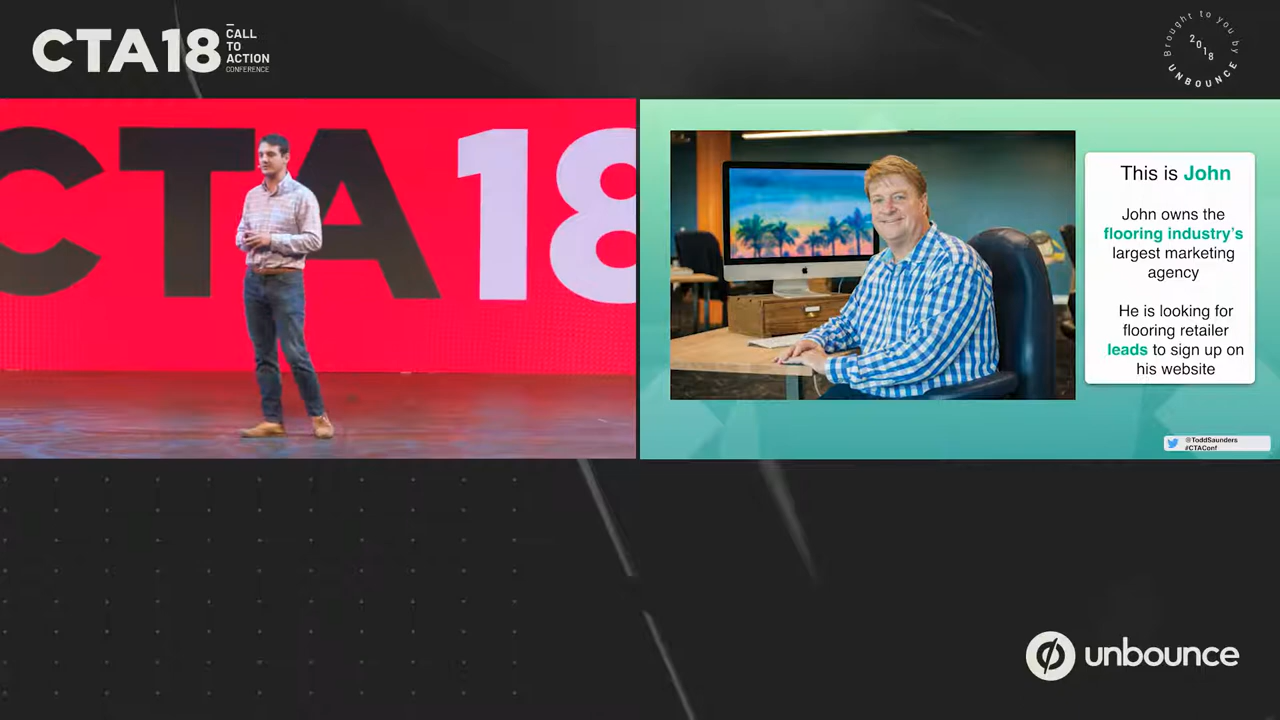 CTA18
CALL
TO
ACTION
CONFERENCE
Brought to you by
2018
UNBOUNCE
CTA18
This is John
John owns the
flooring industry's
largest marketing
agency
He is looking for
flooring retailer
leads to sign up on
his website
@ToddSaunders
#CTAConf
unbounce